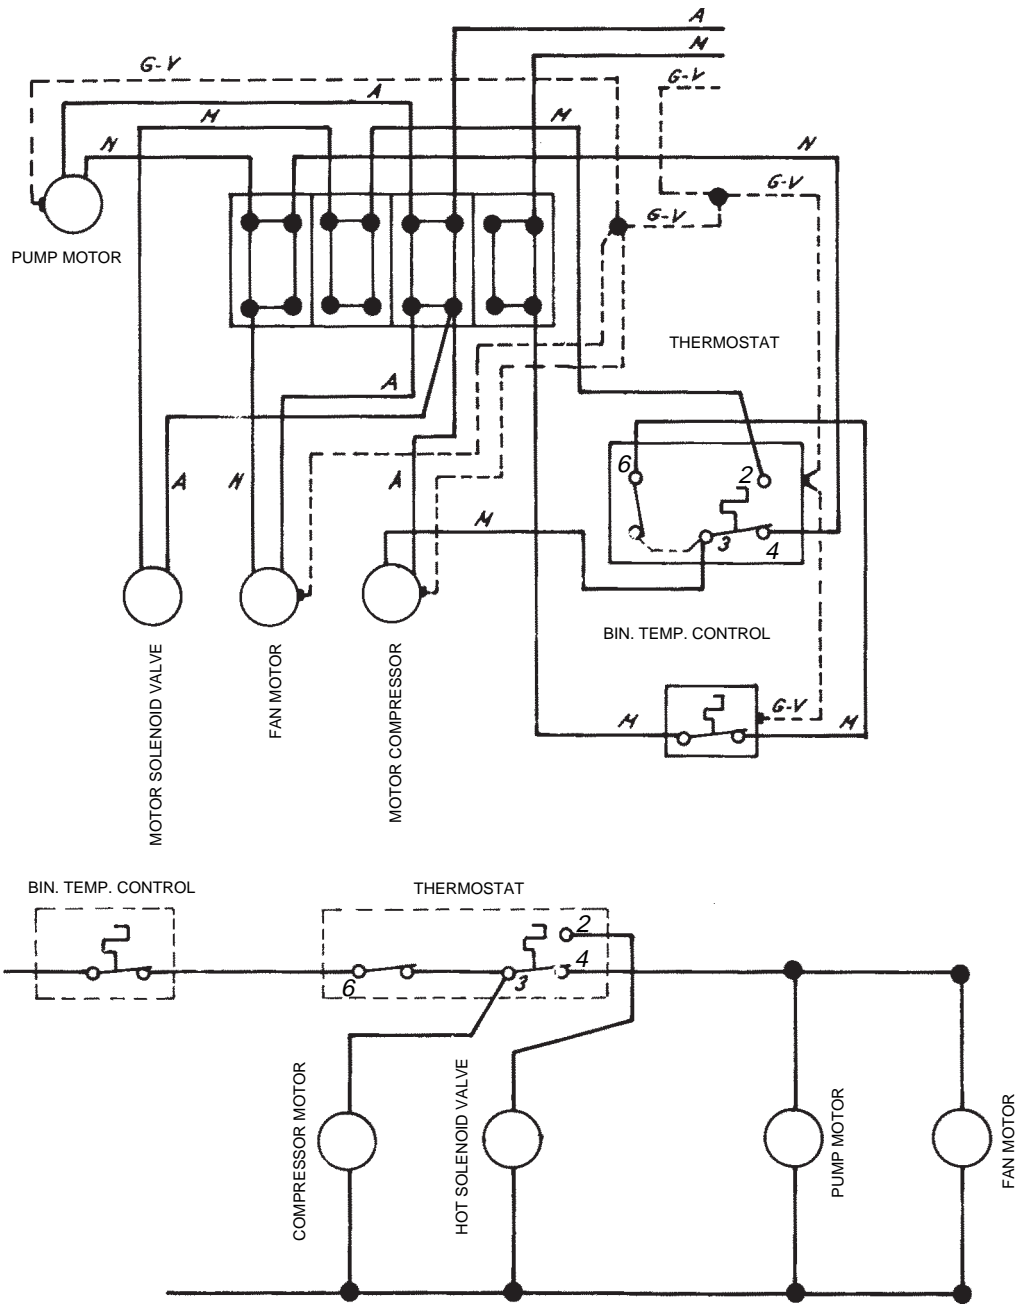 A
M
G-V
G-V
A
M
M
N
N
G-V
G-V
PUMP MOTOR
THERMOSTAT
A
6
2
A
N
A
M
3
4
BIN. TEMP. CONTROL
MOTOR SOLENOID VALVE
FAN MOTOR
MOTOR COMPRESSOR
G-V
M
M
BIN. TEMP. CONTROL
THERMOSTAT
2
4
6
3
COMPRESSOR MOTOR
HOT SOLENOID VALVE
PUMP MOTOR
FAN MOTOR